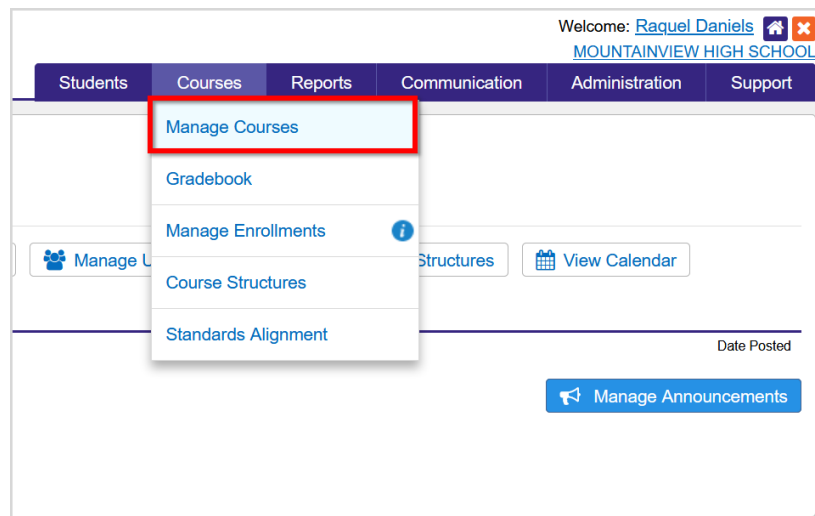 Welcome: Raquel Daniels
MOUNTAINVIEW HIGH SCHOOL
Students Courses Reports Communication Administration Support
Manage Courses
Gradebook
Manage Enrollments
Manage U
Structures
View Calendar
Course Structures
Standards Alignment
Date Posted
Manage Announcements